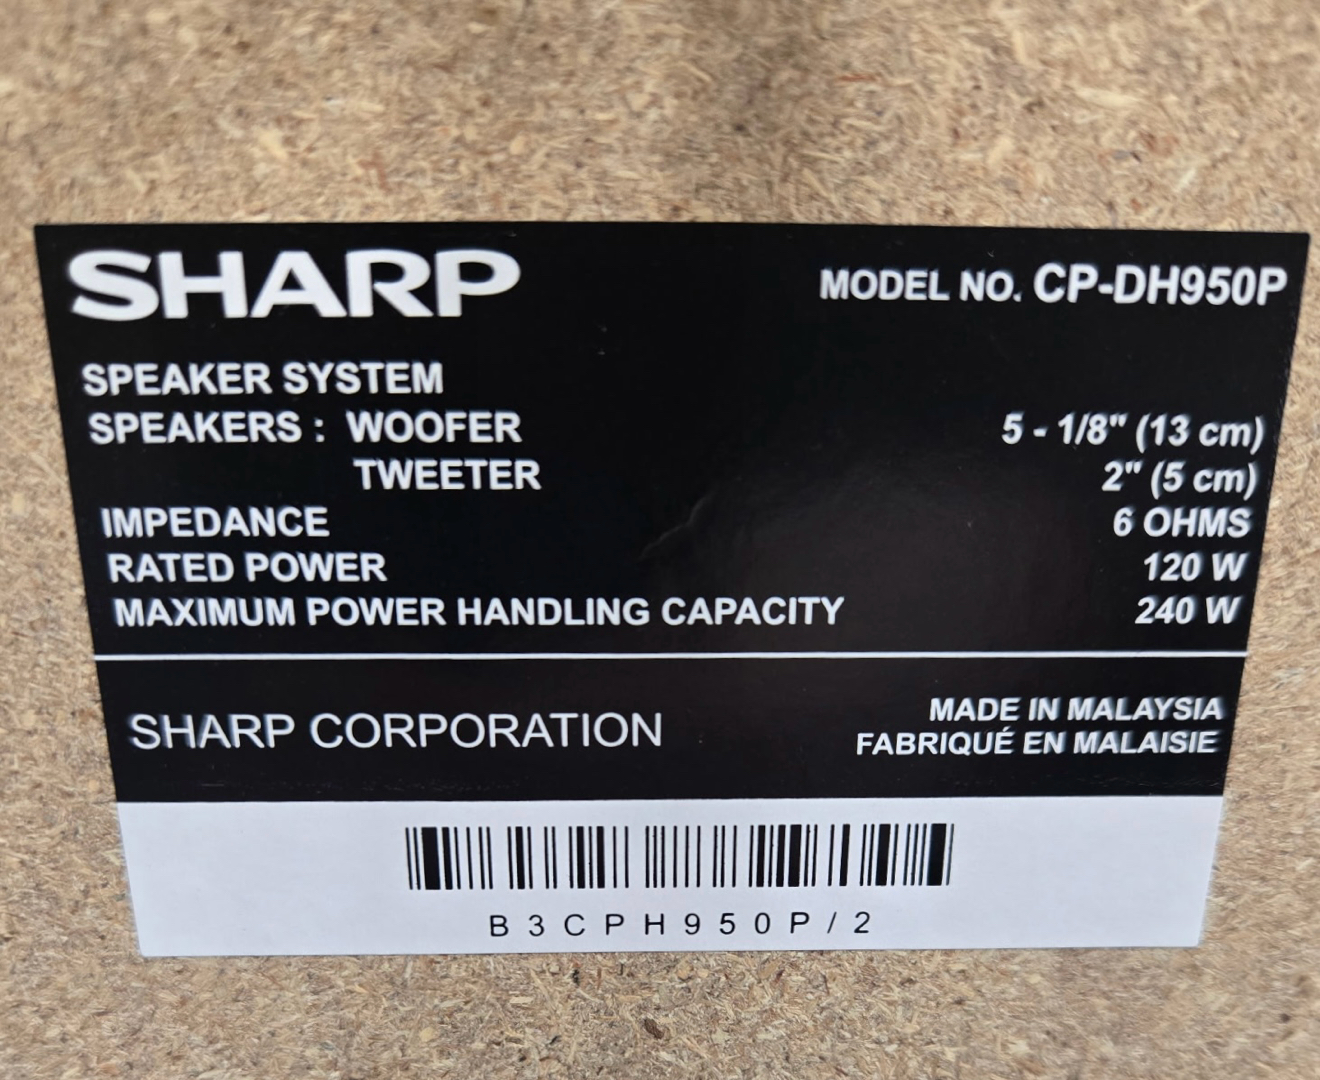 SHARP
MODEL NO. CP-DH950P
SPEAKER SYSTEM
SPEAKERS : WOOFER 5 - 1/8" (13 cm)
TWEETER 2" (5 cm)
IMPEDANCE 6 OHMS
RATED POWER 120 W
MAXIMUM POWER HANDLING CAPACITY 240 W
SHARP CORPORATION
MADE IN MALAYSIA
FABRIQUÉ EN MALAISIE
B3CPH950P/2